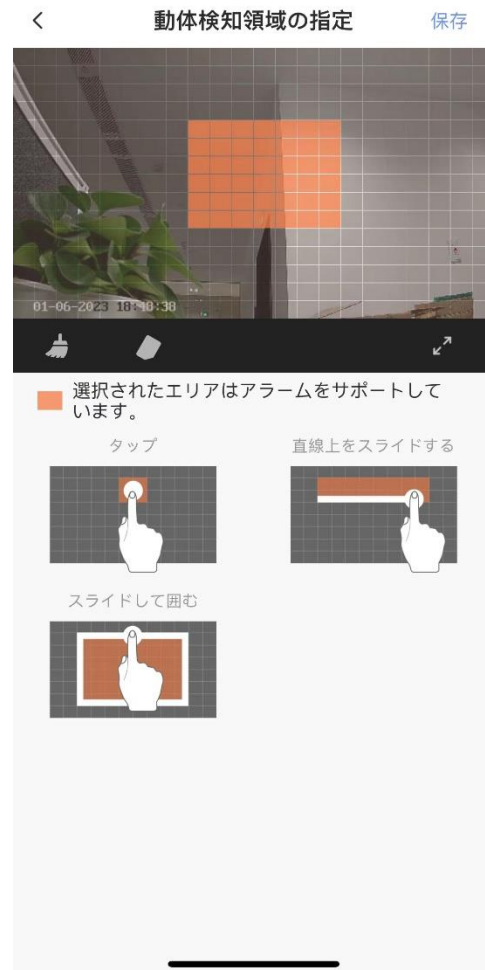 動体検知領域の指定
保存
01-06-2023 18:18:38
選択されたエリアはアラームをサポートして
います。
タップ
直線上をスライドする
スライドして囲む